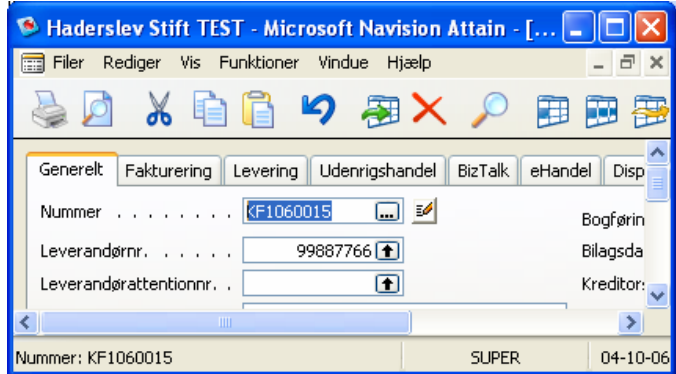 Haderslev Stift TEST - Microsoft Navision Attain - [...
Filer Rediger Vis Funktioner Vindue Hjælp
Generelt Fakturering Levering Udenrigshandel BizTalk eHandel Disp
Nummer . . . . . . . . KF1060015 ... Bogførin
Leverandørnr. . . . . . 99887766 Bilagsda
Leverandørattentionnr. . Kreditor
Nummer: KF1060015 SUPER 04-10-06